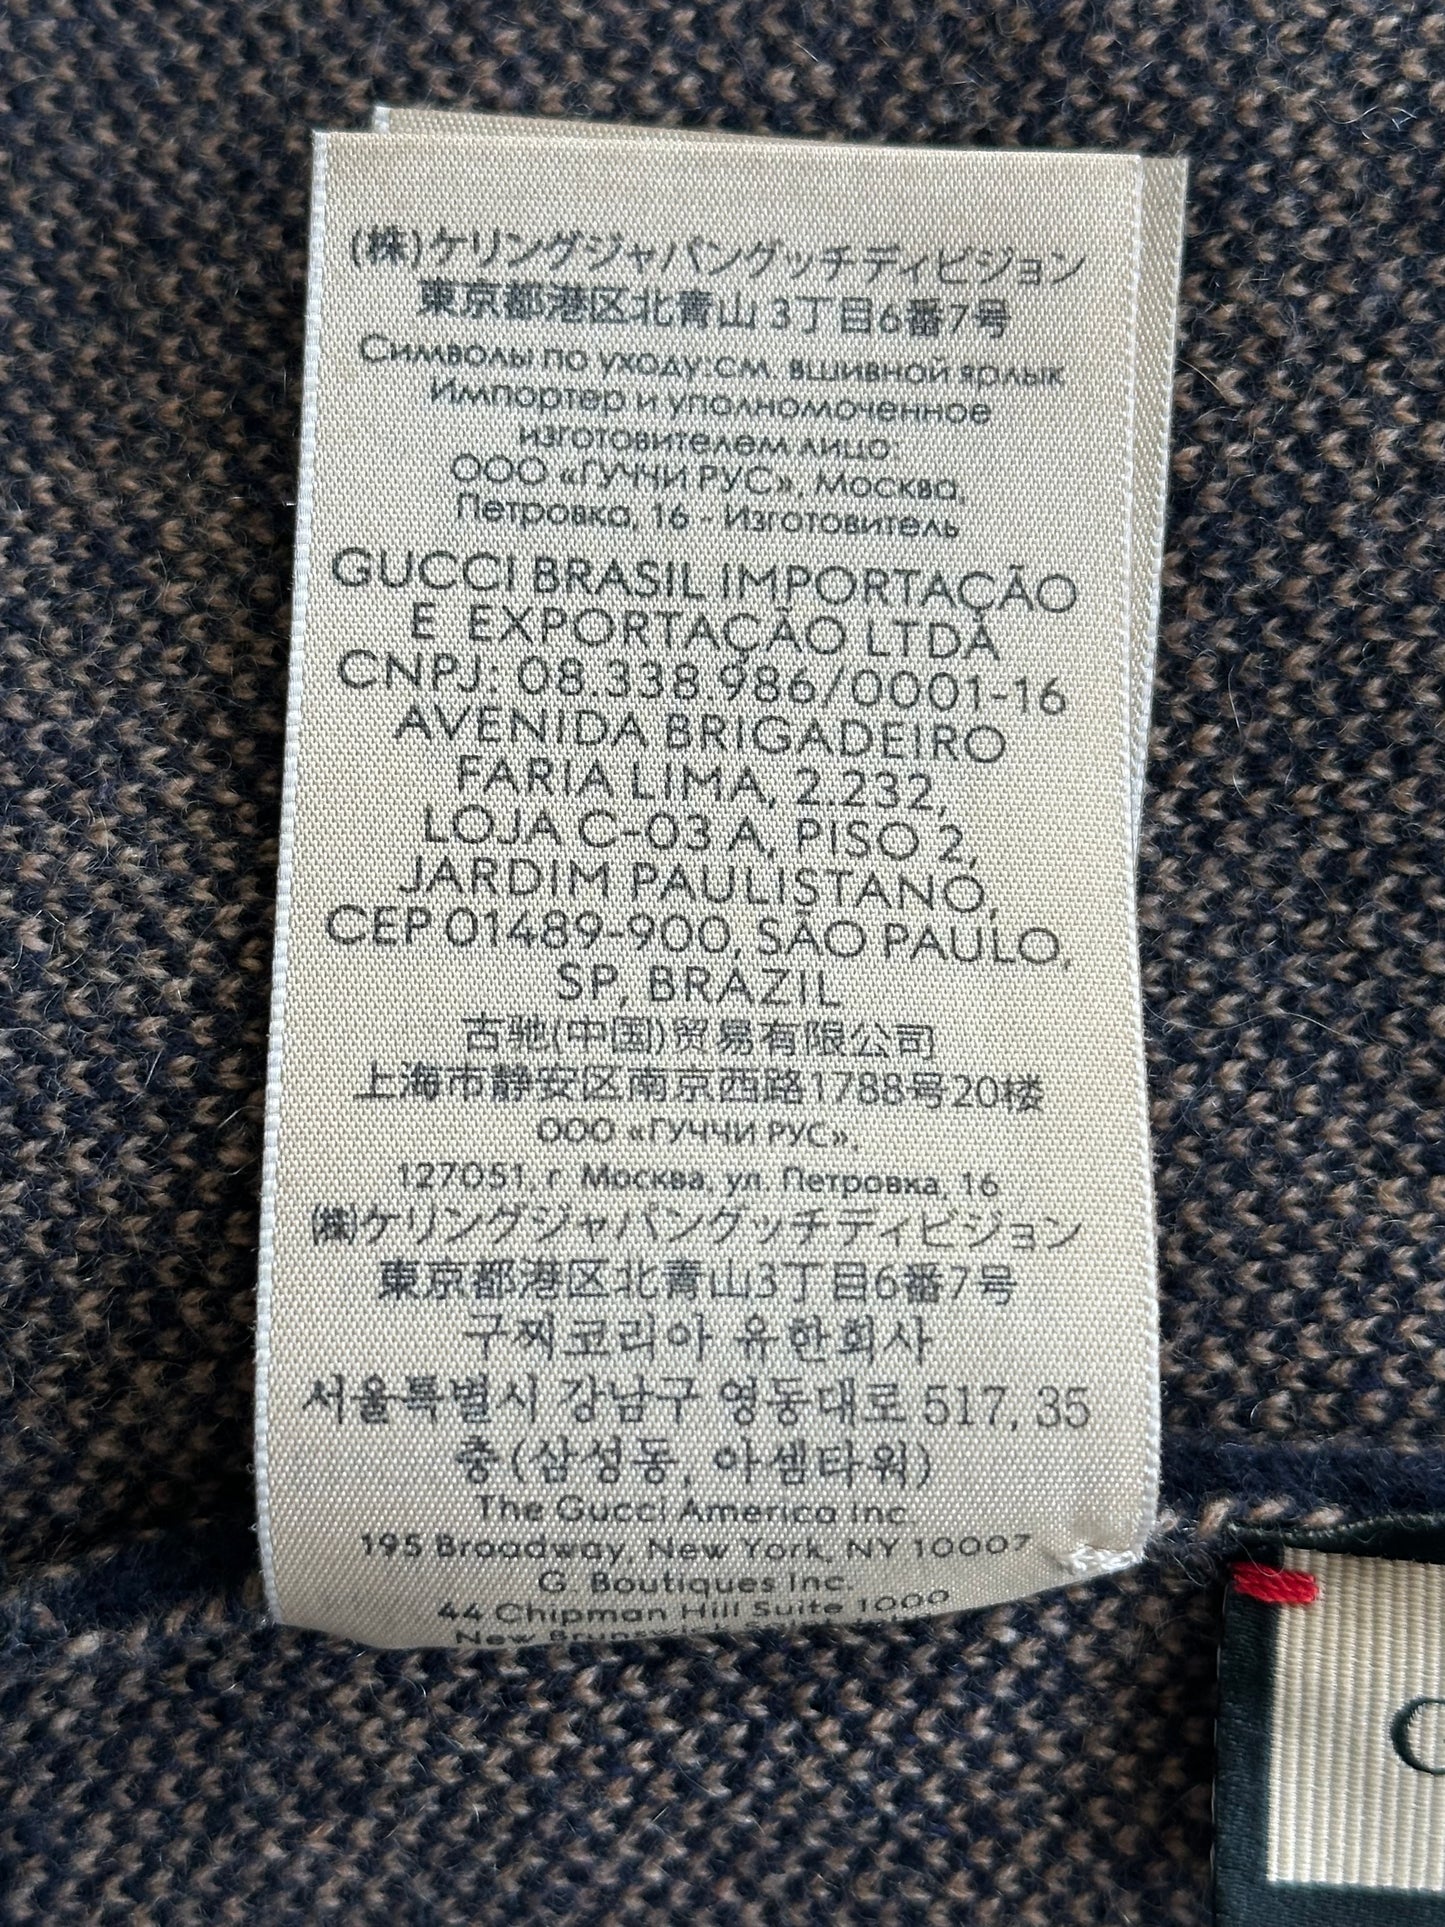 (株)ケリングジャパングッチディビジョン
東京都港区北青山3丁目6番7号
Символы по уходу:см. вшивной ярлык
Импортер и уполномоченное
изготовителем лицо:
ООО «ГУЧЧИ РУС», Москва,
Петровка, 16 - Изготовитель
GUCCI BRASIL IMPORTAÇÃO
E EXPORTAÇÃO LTDA
CNPJ: 08.338.986/0001-16
AVENIDA BRIGADEIRO
FARIA LIMA, 2.232,
LOJA C-03 A, PISO 2,
JARDIM PAULISTANO,
CEP 01489-900, SÃO PAULO,
SP, BRAZIL
古驰(中国)贸易有限公司
上海市静安区南京西路1788号20楼
ООО «ГУЧЧИ РУС»,
127051, г Москва, ул. Петровка, 16
(株)ケリングジャパングッチディビジョン
東京都港区北青山3丁目6番7号
구찌코리아 유한회사
서울특별시 강남구 영동대로 517, 35
층(삼성동, 아셈타워)
The Gucci America Inc.
195 Broadway, New York, NY 10007
G. Boutiques Inc.
44 Chipman Hill Suite 1000
New Brunswick
G